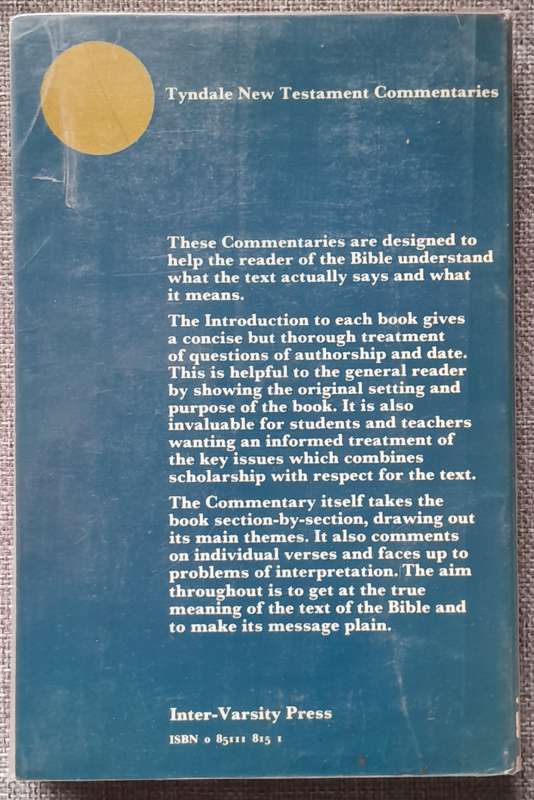 Tyndale New Testament Commentaries
These Commentaries are designed to
help the reader of the Bible understand
what the text actually says and what
it means.
The Introduction to each book gives
a concise but thorough treatment
of questions of authorship and date.
This is helpful to the general reader
by showing the original setting and
purpose of the book. It is also
invaluable for students and teachers
wanting an informed treatment of
the key issues which combines
scholarship with respect for the text.
The Commentary itself takes the
book section-by-section, drawing out
its main themes. It also comments
on individual verses and faces up to
problems of interpretation. The aim
throughout is to get at the true
meaning of the text of the Bible and
to make its message plain.
Inter-Varsity Press
ISBN 0 85111 815 1